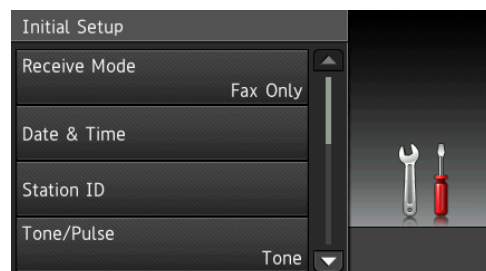 Initial Setup
Receive Mode
Fax Only
Date & Time
Station ID
Tone/Pulse
Tone